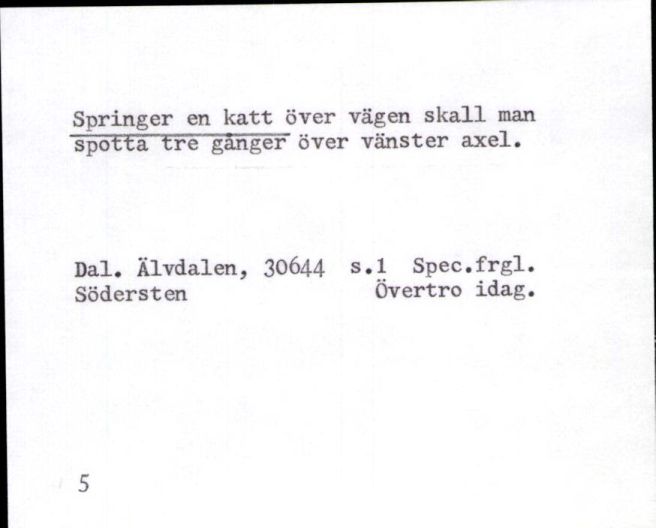 Springer en katt över vägen skall man
spotta tre gånger över vänster axel.
Dal. Älvdalen, 30644 s.1 Spec.frgl.
Södersten Övertro idag.
5